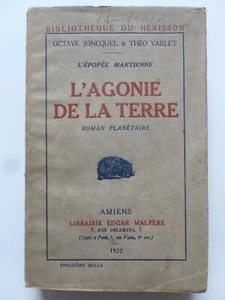 BIBLIOTHÈQUE DU HÉRISSON
OCTAVE JONCQUEL & THÉO VARLET
L'ÉPOPÉE MARTIENNE
L'AGONIE
DE LA TERRE
ROMAN PLANÉTAIRE
AMIENS
LIBRAIRIE EDGAR MALFÈRE
7, RUE DELAMBRE, 7
1922
TREIZIÈME MILLE